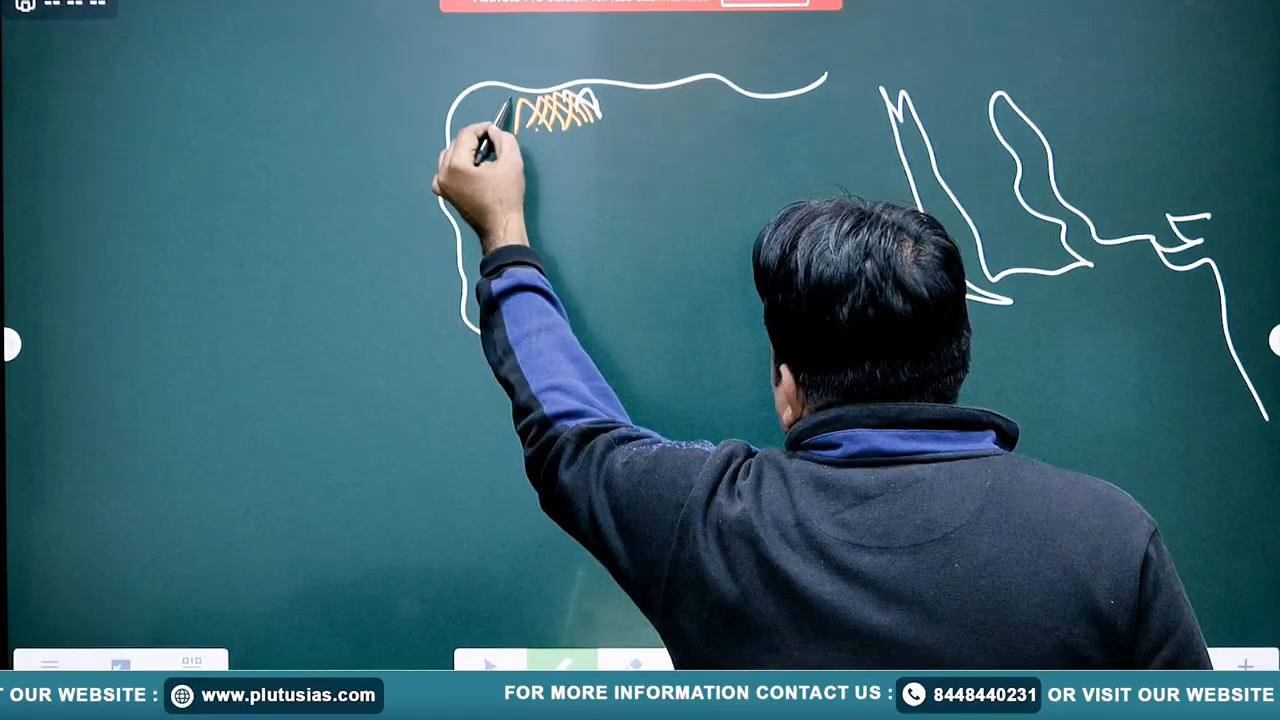 T OUR WEBSITE : www.plutusias.com FOR MORE INFORMATION CONTACT US : 8448440231 OR VISIT OUR WEBSITE